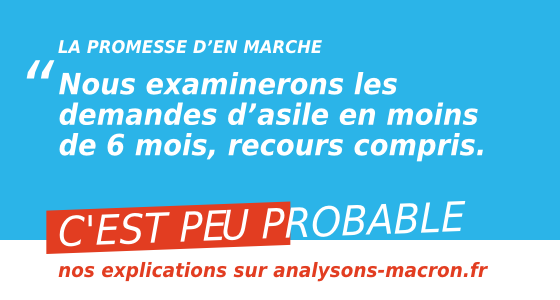 LA PROMESSE D’EN MARCHE
“Nous examinerons les
demandes d’asile en moins
de 6 mois, recours compris.
C'EST PEU PROBABLE
nos explications sur analysons-macron.fr